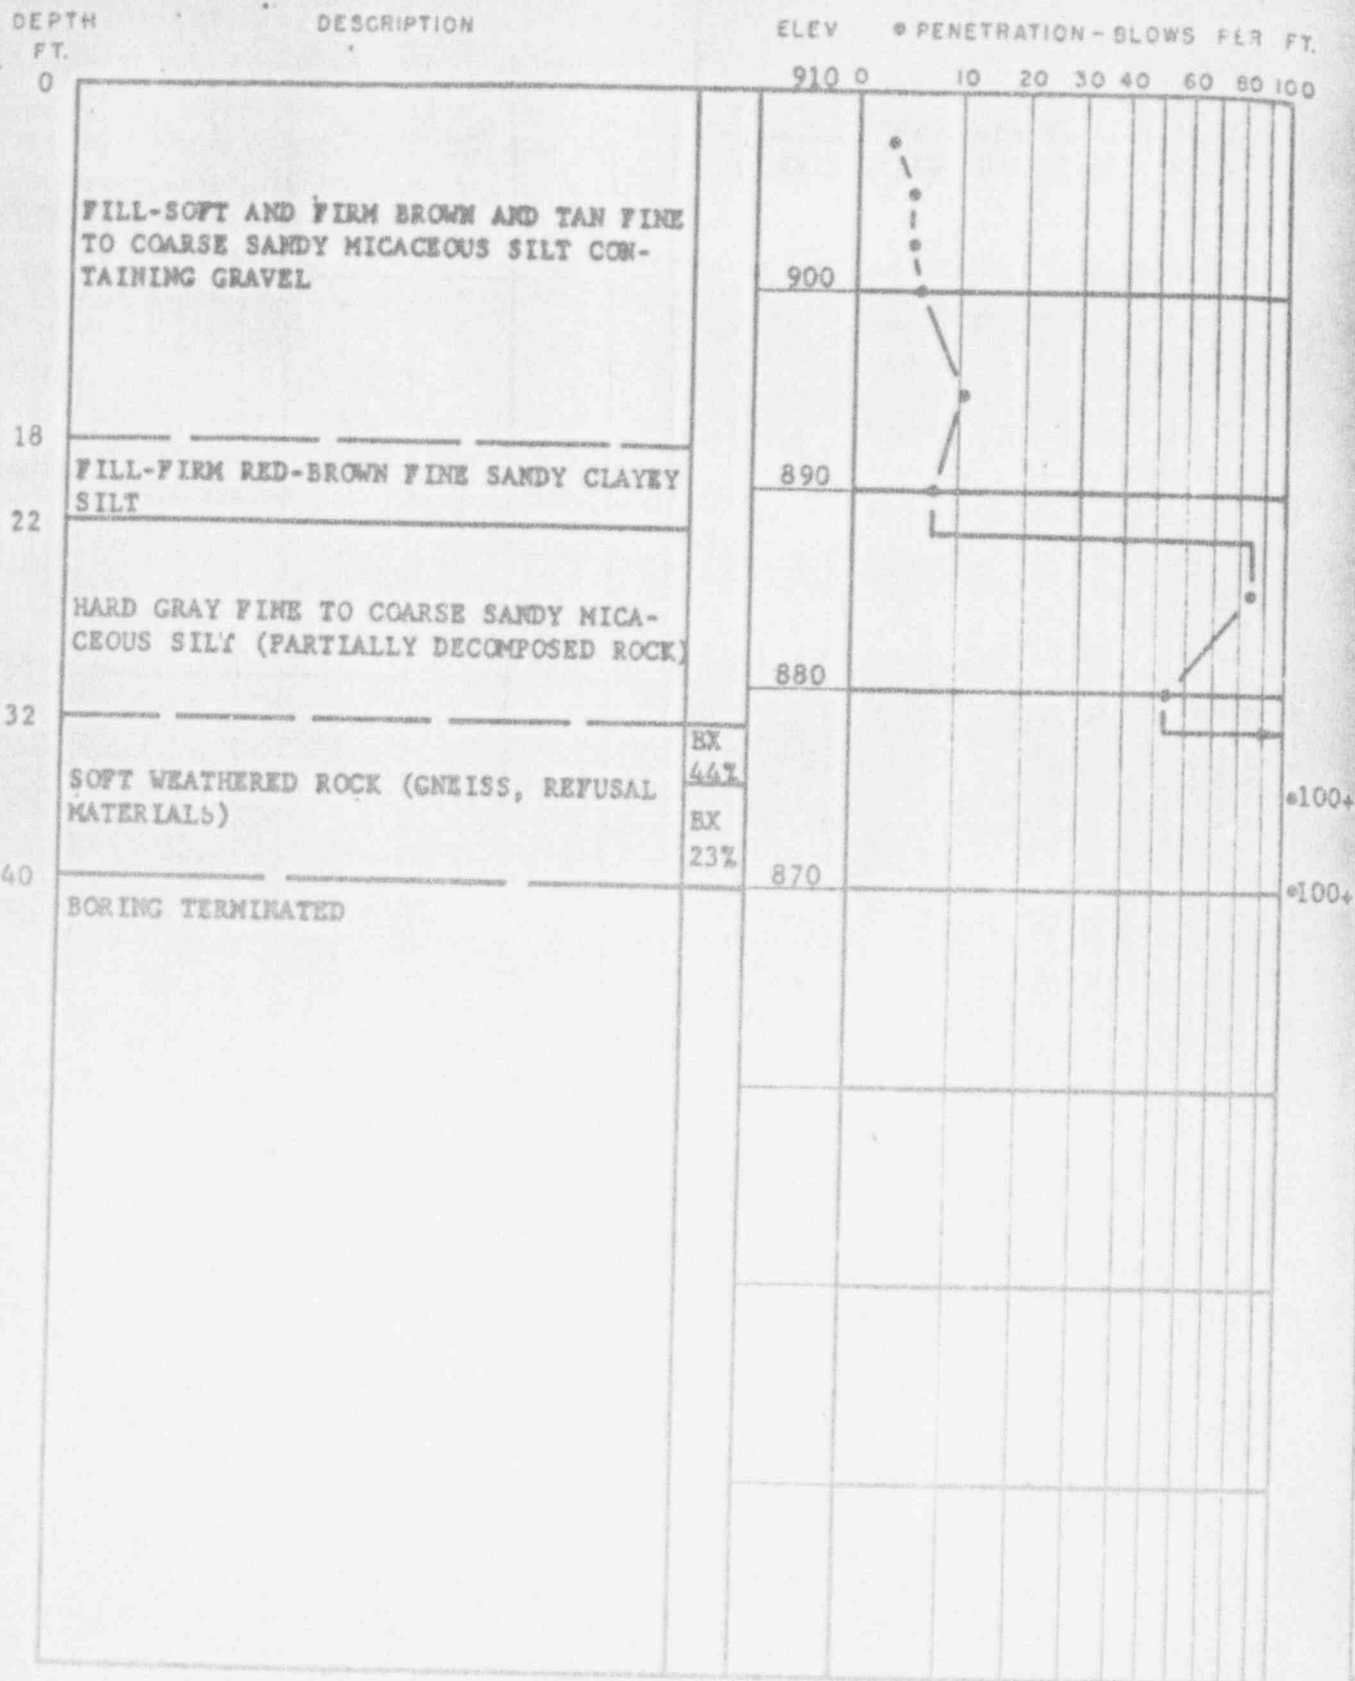 DEPTH FT. DESCRIPTION ELEV • PENETRATION - BLOWS PER FT.
0 910 0 10 20 30 40 60 80 100
FILL-SOFT AND FIRM BROWN AND TAN FINE
TO COARSE SANDY MICACEOUS SILT CON-
TAINING GRAVEL
900
18
FILL-FIRM RED-BROWN FINE SANDY CLAYEY
SILT
890
22
HARD GRAY FINE TO COARSE SANDY MICA-
CEOUS SILT (PARTIALLY DECOMPOSED ROCK)
880
32
BX
44%
SOFT WEATHERED ROCK (GNEISS, REFUSAL
MATERIALS)
•100+
BX
23%
40 870
•100+
BORING TERMINATED